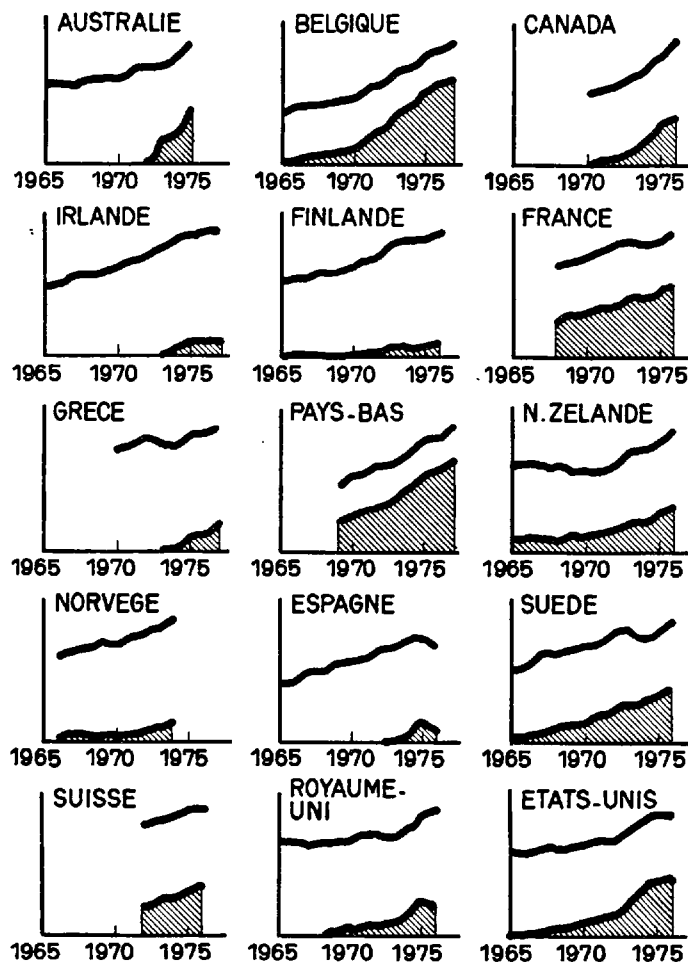 AUSTRALIE
BELGIQUE
CANADA
1965 1970 1975
1965 1970 1975
1965 1970 1975
IRLANDE
FINLANDE
FRANCE
1965 1970 1975
1965 1970 1975
1965 1970 1975
GRECE
PAYS-BAS
N.ZELANDE
1965 1970 1975
1965 1970 1975
1965 1970 1975
NORVEGE
ESPAGNE
SUEDE
1965 1970 1975
1965 1970 1975
1965 1970 1975
SUISSE
ROYAUME-
UNI
ETATS-UNIS
1965 1970 1975
1965 1970 1975
1965 1970 1975